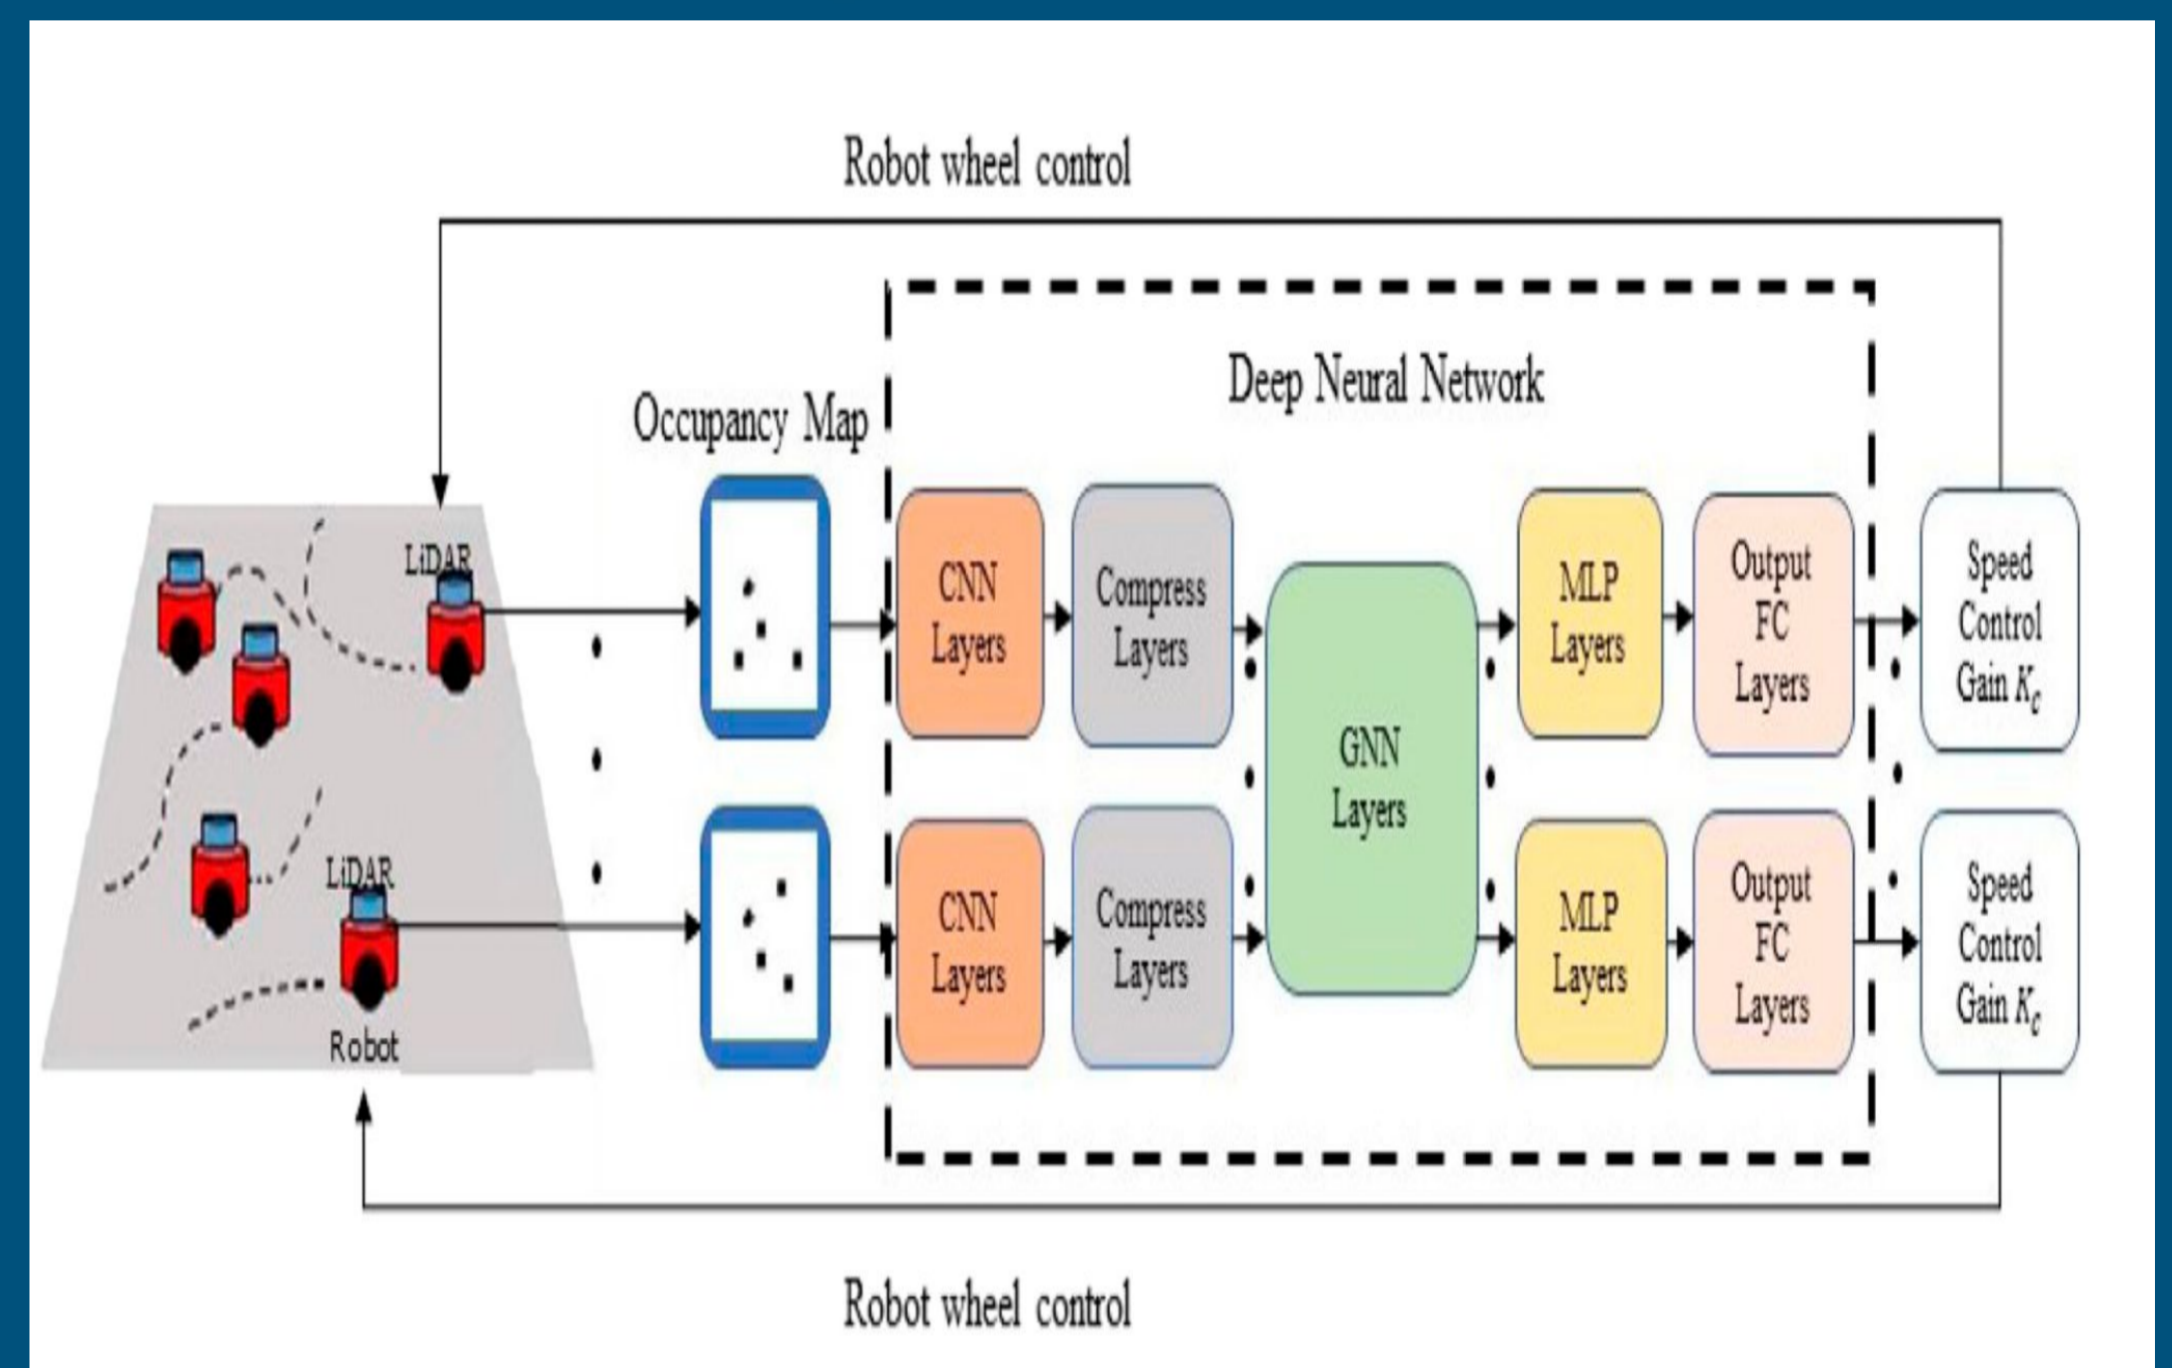 Robot wheel control
Deep Neural Network
Occupancy Map
LiDAR
CNN
Layers
Compress
Layers
GNN
Layers
MLP
Layers
Output
FC
Layers
Speed
Control
Gain Kc
LiDAR
Robot
CNN
Layers
Compress
Layers
MLP
Layers
Output
FC
Layers
Speed
Control
Gain Kc
Robot wheel control